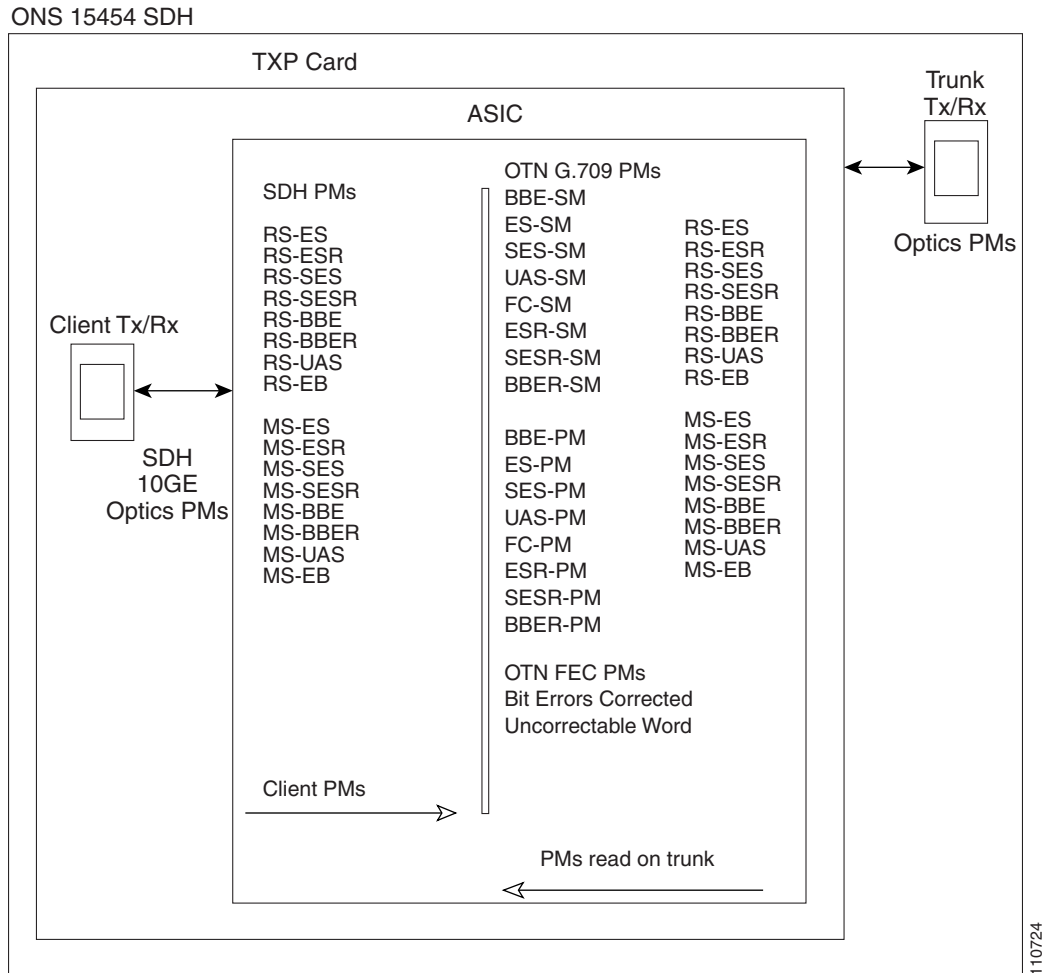 ONS 15454 SDH
TXP Card
ASIC
Trunk
Tx/Rx
Optics PMs
Client Tx/Rx
SDH
10GE
Optics PMs
SDH PMs
RS-ES
RS-ESR
RS-SES
RS-SESR
RS-BBE
RS-BBER
RS-UAS
RS-EB
MS-ES
MS-ESR
MS-SES
MS-SESR
MS-BBE
MS-BBER
MS-UAS
MS-EB
Client PMs
OTN G.709 PMs
BBE-SM
ES-SM
SES-SM
UAS-SM
FC-SM
ESR-SM
SESR-SM
BBER-SM
BBE-PM
ES-PM
SES-PM
UAS-PM
FC-PM
ESR-PM
SESR-PM
BBER-PM
OTN FEC PMs
Bit Errors Corrected
Uncorrectable Word
RS-ES
RS-ESR
RS-SES
RS-SESR
RS-BBE
RS-BBER
RS-UAS
RS-EB
MS-ES
MS-ESR
MS-SES
MS-SESR
MS-BBE
MS-BBER
MS-UAS
MS-EB
PMs read on trunk
110724